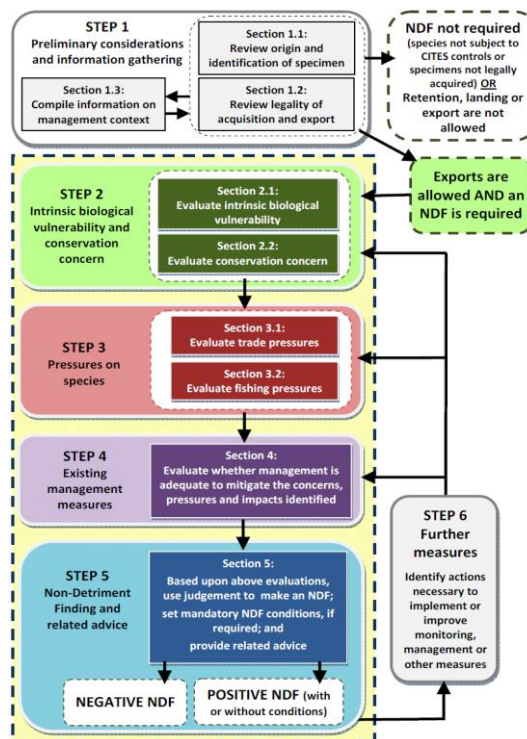 STEP 1
Preliminary considerations
and information gathering
Section 1.1:
Review origin and
identification of specimen
Section 1.3:
Compile information on
management context
Section 1.2:
Review legality of
acquisition and export
NDF not required
(species not subject to
CITES controls or
specimens not legally
acquired) OR
Retention, landing or
export are not
allowed
Exports are
allowed AND an
NDF is required
STEP 2
Intrinsic biological
vulnerability and
conservation
concern
Section 2.1:
Evaluate intrinsic biological
vulnerability
Section 2.2:
Evaluate conservation concern
STEP 3
Pressures on
species
Section 3.1:
Evaluate trade pressures
Section 3.2:
Evaluate fishing pressures
STEP 4
Existing
management
measures
Section 4:
Evaluate whether management is
adequate to mitigate the concerns,
pressures and impacts identified
STEP 5
Non-Detriment
Finding and
related advice
Section 5:
Based upon above evaluations,
use judgement to make an NDF;
set mandatory NDF conditions, if
required; and
provide related advice
NEGATIVE NDF
POSITIVE NDF (with
or without conditions)
STEP 6
Further
measures
Identify actions
necessary to
implement or
improve
monitoring,
management or
other measures